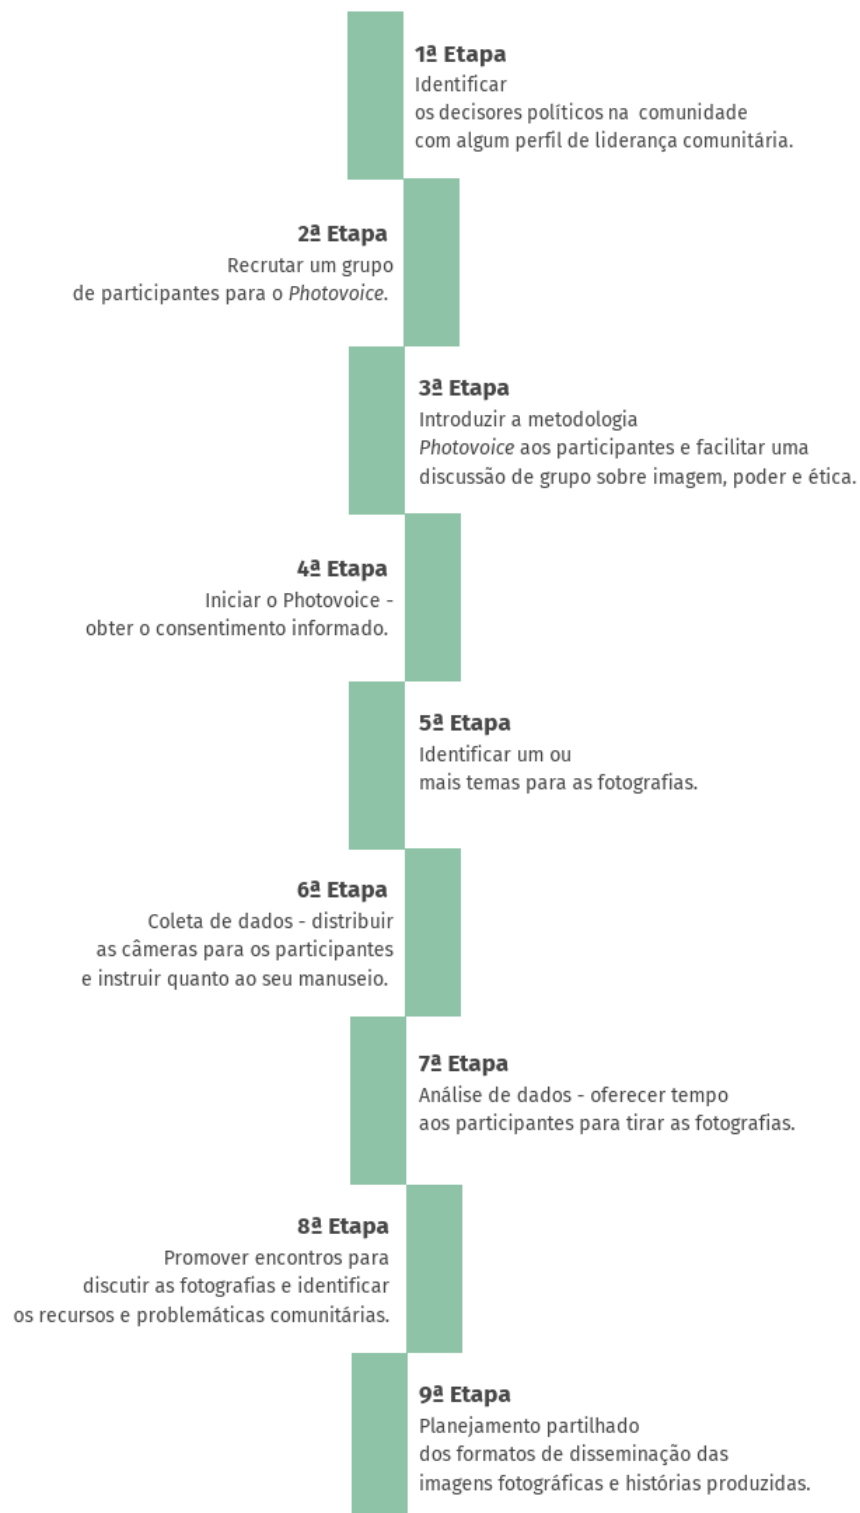 1ª Etapa
Identificar
os decisores políticos na comunidade
com algum perfil de liderança comunitária.
2ª Etapa
Recrutar um grupo
de participantes para o Photovoice.
3ª Etapa
Introduzir a metodologia
Photovoice aos participantes e facilitar uma
discussão de grupo sobre imagem, poder e ética.
4ª Etapa
Iniciar o Photovoice -
obter o consentimento informado.
5ª Etapa
Identificar um ou
mais temas para as fotografias.
6ª Etapa
Coleta de dados - distribuir
as câmeras para os participantes
e instruir quanto ao seu manuseio.
7ª Etapa
Análise de dados - oferecer tempo
aos participantes para tirar as fotografias.
8ª Etapa
Promover encontros para
discutir as fotografias e identificar
os recursos e problemáticas comunitárias.
9ª Etapa
Planejamento partilhado
dos formatos de disseminação das
imagens fotográficas e histórias produzidas.